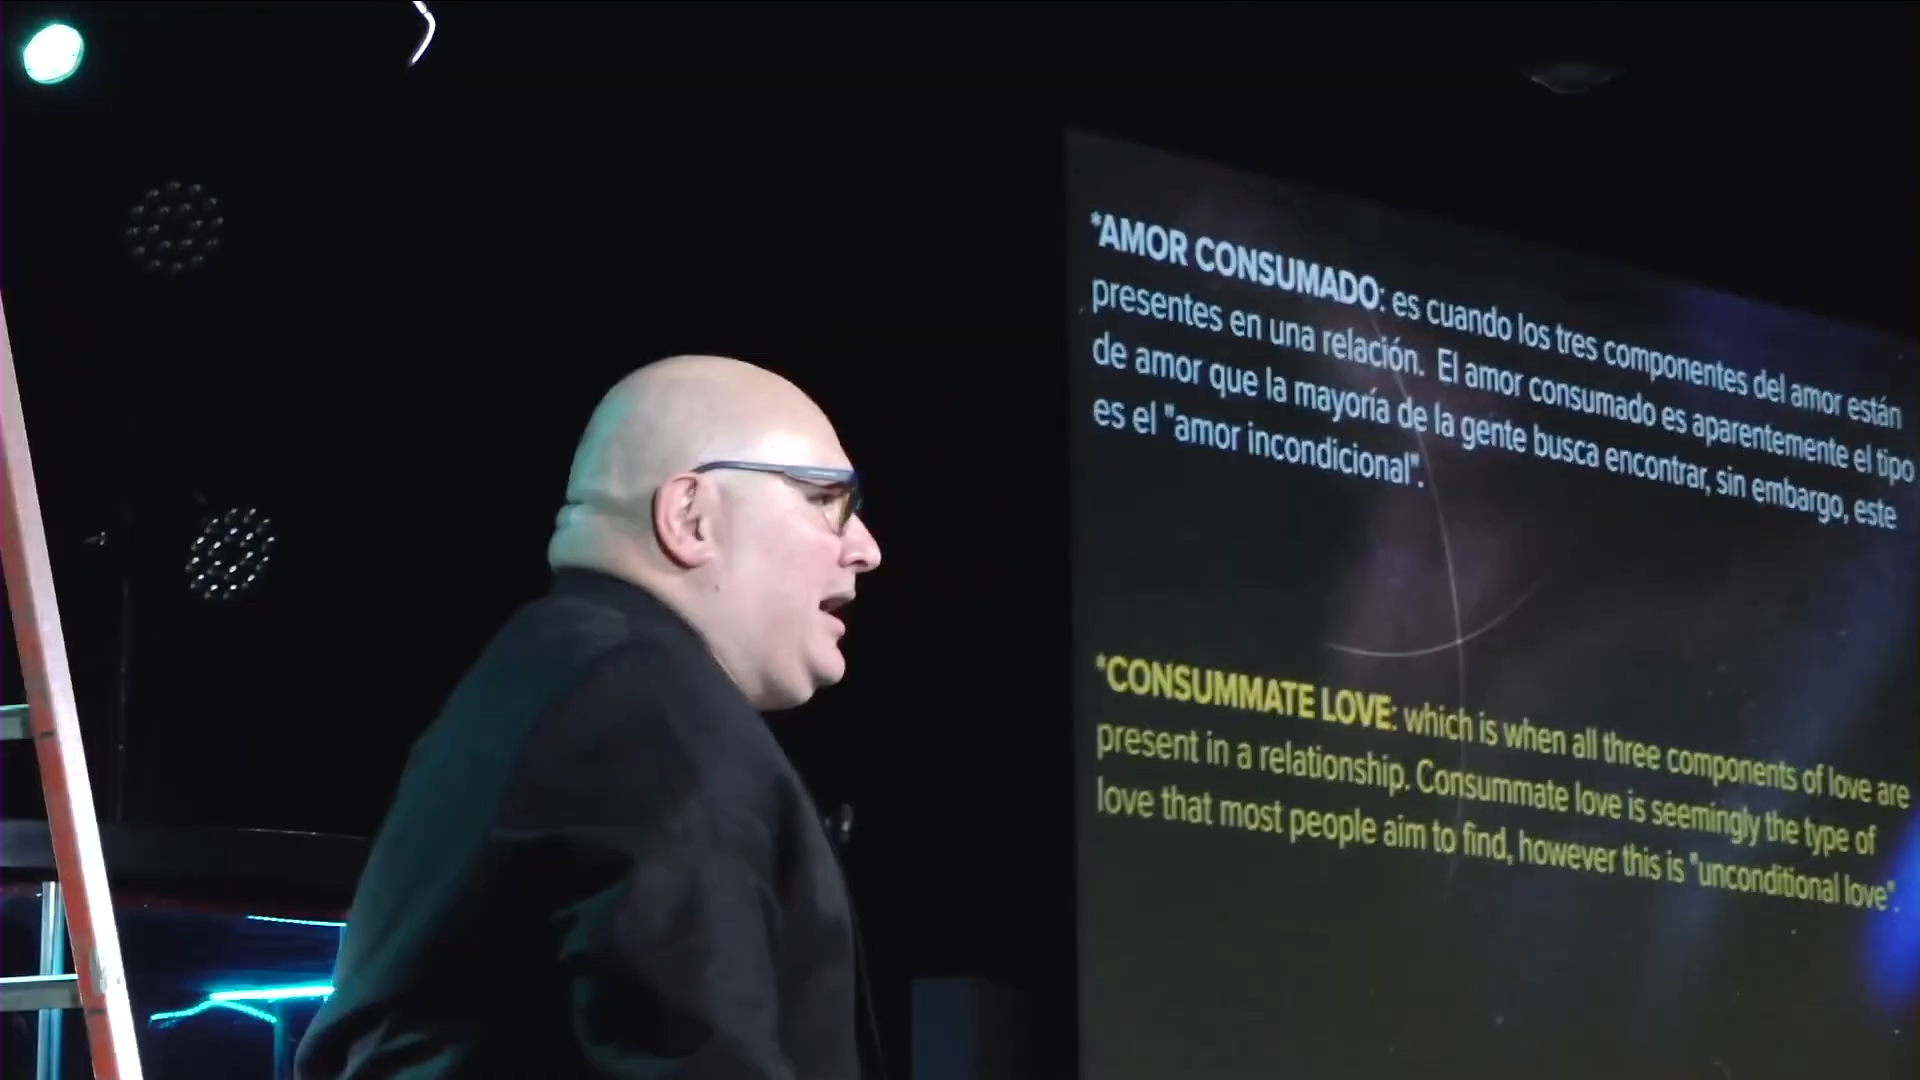 *AMOR CONSUMADO: es cuando los tres componentes del amor están
presentes en una relación. El amor consumado es aparentemente el tipo
de amor que la mayoría de la gente busca encontrar, sin embargo, este
es el "amor incondicional".
*CONSUMMATE LOVE: which is when all three components of love are
present in a relationship. Consummate love is seemingly the type of
love that most people aim to find, however this is "unconditional love".